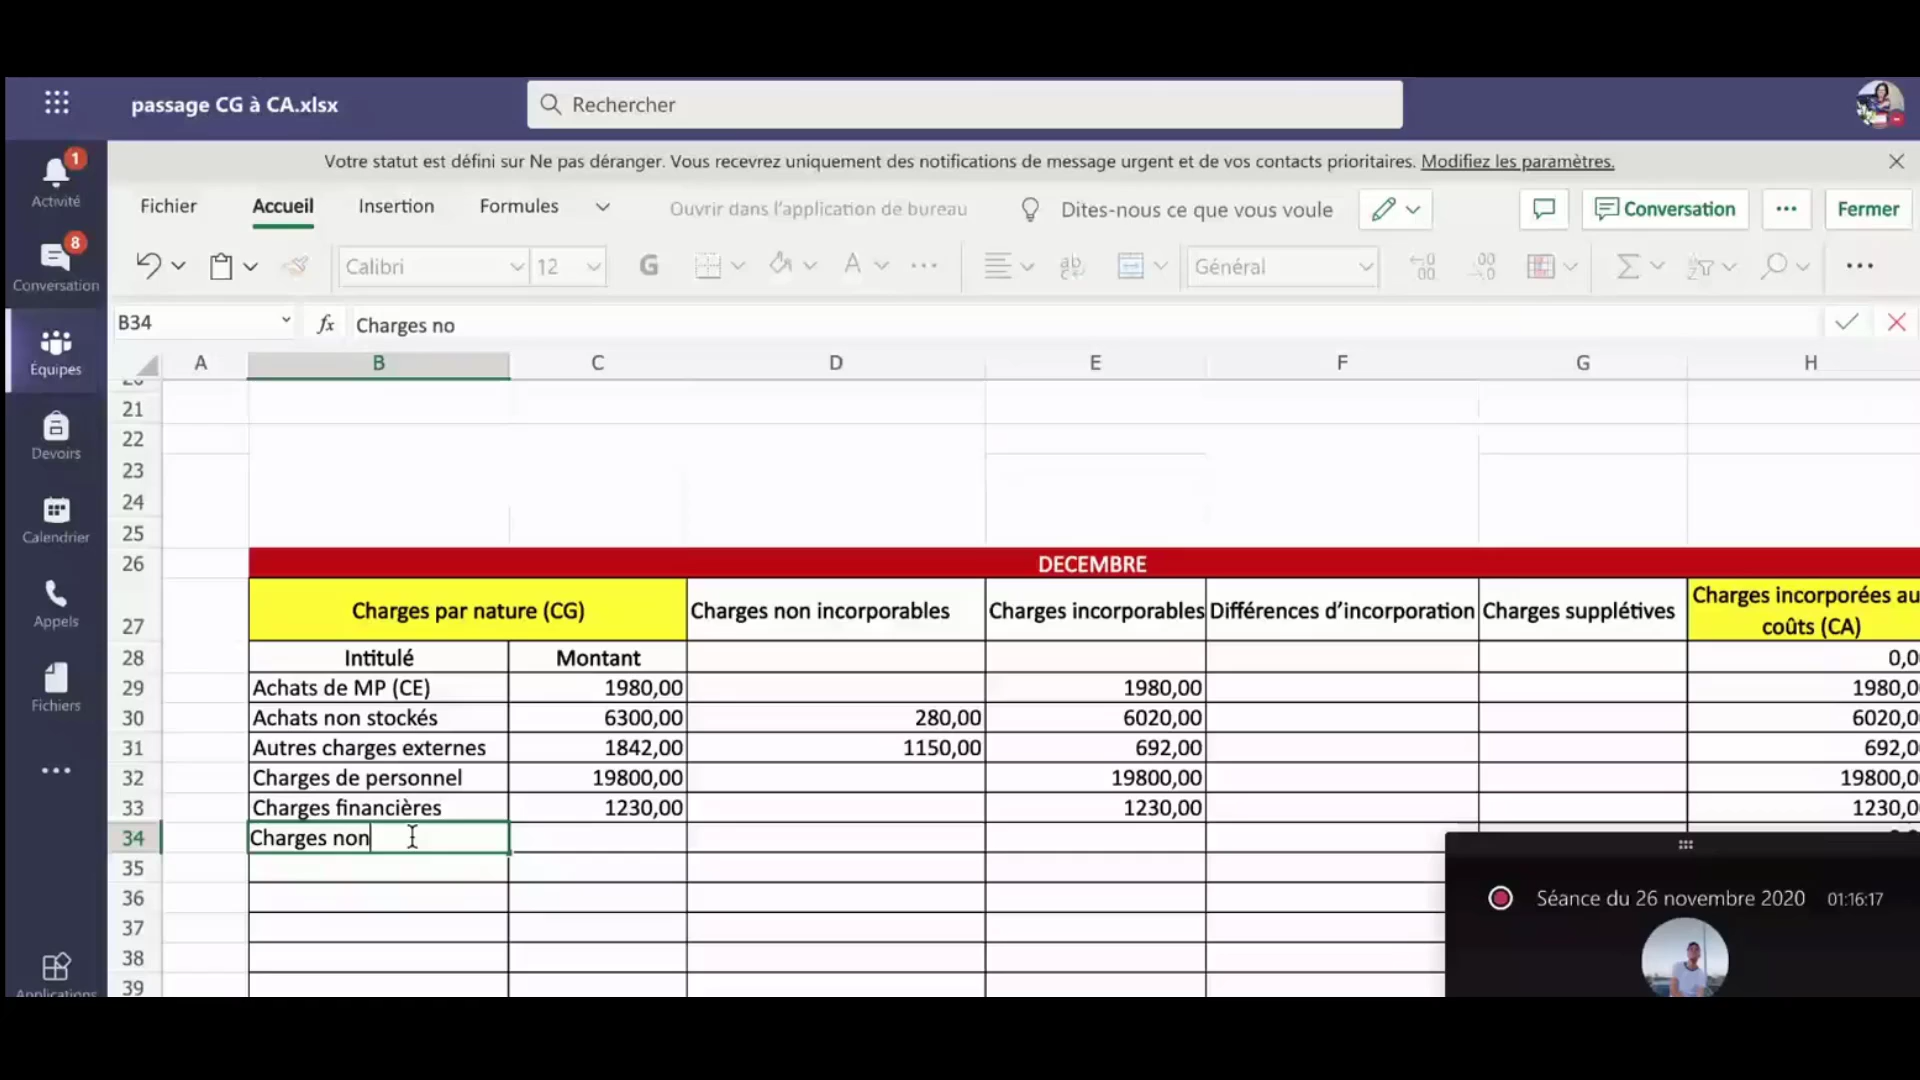 passage CG à CA.xlsx
Rechercher
Votre statut est défini sur Ne pas déranger. Vous recevrez uniquement des notifications de message urgent et de vos contacts prioritaires. Modifiez les paramètres.
1
Activité
8
Conversation
Équipes
Devoirs
Calendrier
Appels
Fichiers
Applications
Fichier Accueil Insertion Formules Ouvrir dans l'application de bureau Dites-nous ce que vous voule Conversation Fermer
Calibri 12 G A ab Général
B34 fx Charges no
A B C D E F G H
21
22
23
24
25
26 DECEMBRE
27 Charges par nature (CG) Charges non incorporables Charges incorporables Différences d'incorporation Charges supplétives Charges incorporées au
coûts (CA)
28 Intitulé Montant 0,0
29 Achats de MP (CE) 1980,00 1980,00 1980,0
30 Achats non stockés 6300,00 280,00 6020,00 6020,0
31 Autres charges externes 1842,00 1150,00 692,00 692,0
32 Charges de personnel 19800,00 19800,00 19800,0
33 Charges financières 1230,00 1230,00 1230,0
34 Charges non
35
36
37
38
39
Séance du 26 novembre 2020 01:16:17